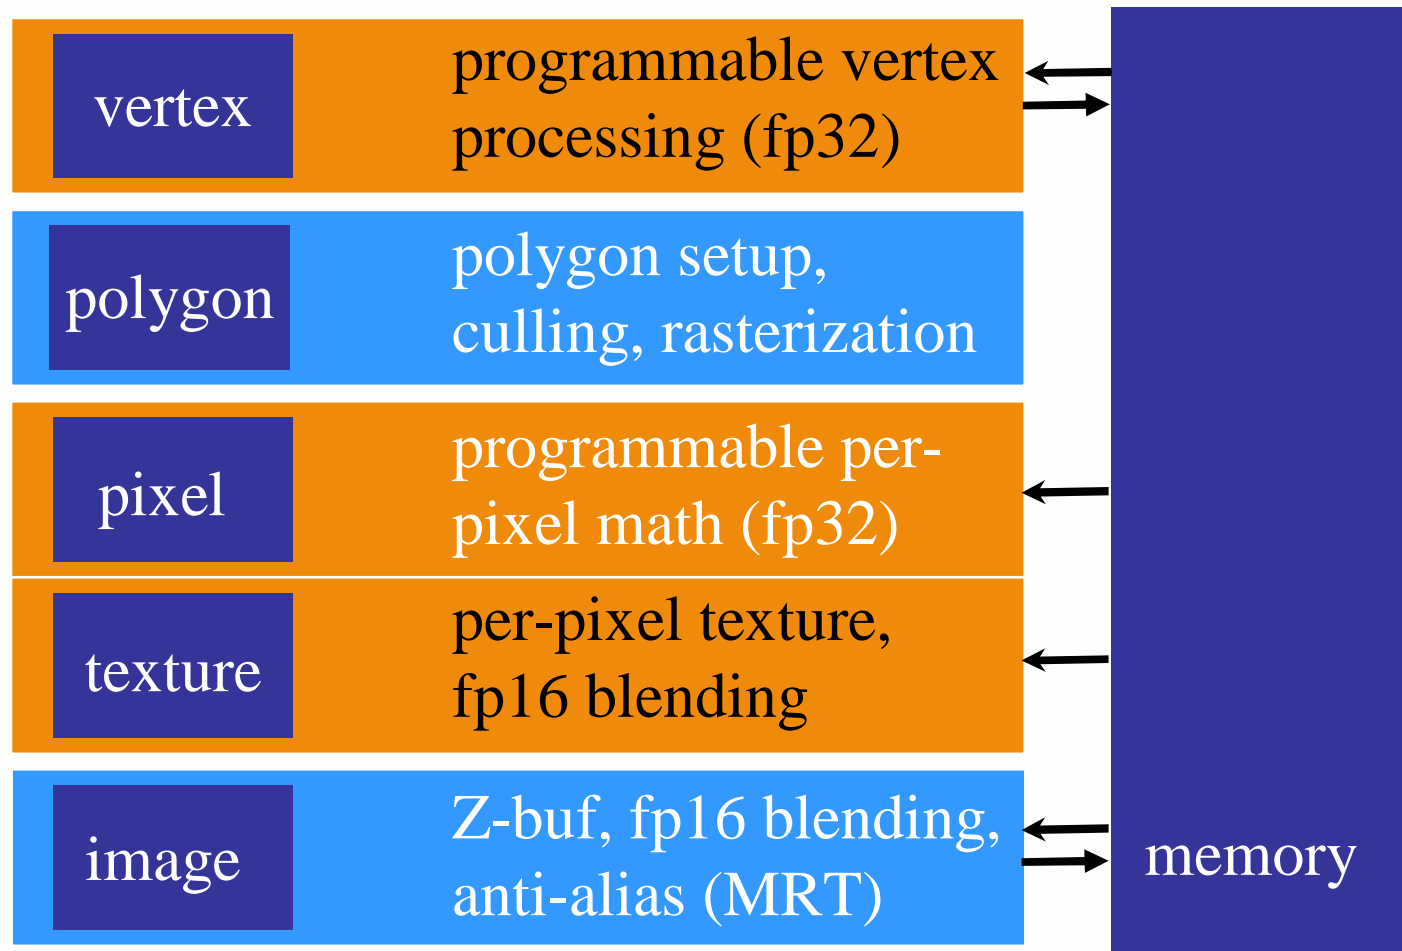 vertex
programmable vertex
processing (fp32)
polygon
polygon setup,
culling, rasterization
pixel
programmable per-
pixel math (fp32)
texture
per-pixel texture,
fp16 blending
image
Z-buf, fp16 blending,
anti-alias (MRT)
memory